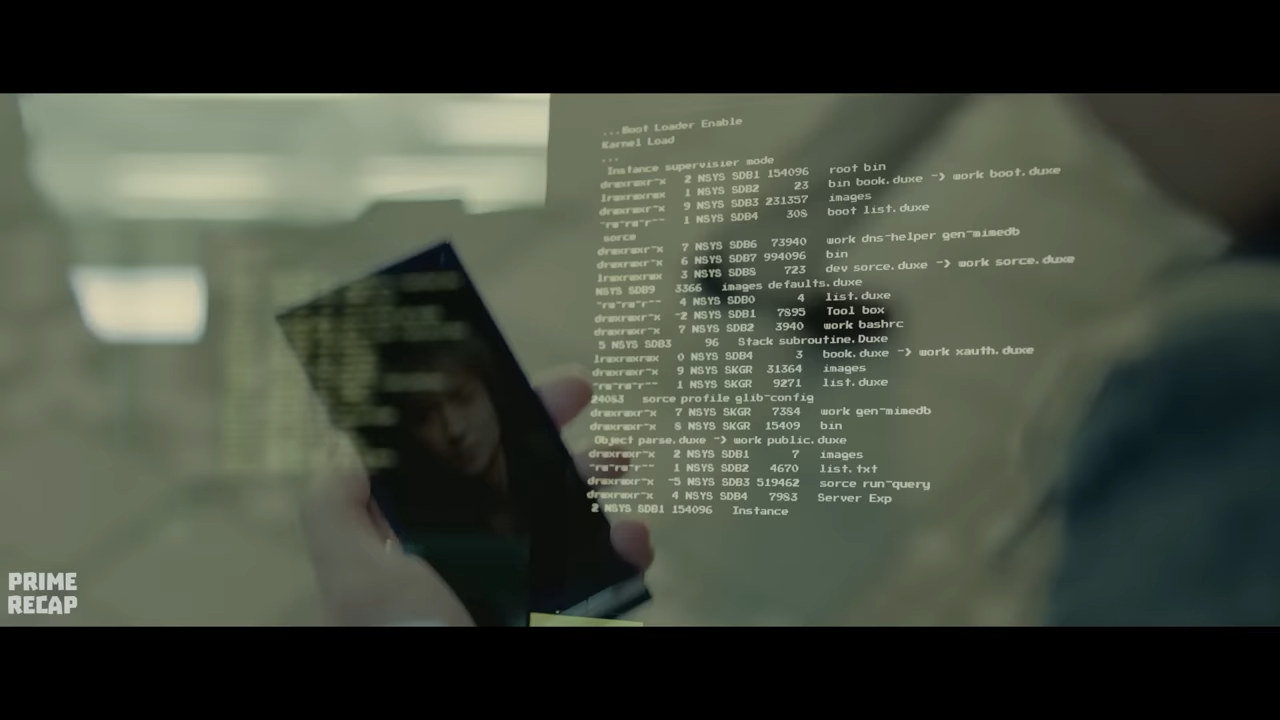 ...Boot Loader Enable
Karnel Load
...
Instance supervisier mode
drwxrwxr~x 2 NSYS SDB1 154096 root bin
lrwxrwxrwx 1 NSYS SDB2 23 bin book.duxe ~> work boot.duxe
drwxrwxr~x 9 NSYS SDB3 231357 images
~rw~rw~r~~ 1 NSYS SDB4 308 boot list.duxe
sorce
drwxrwxr~x 7 NSYS SDB6 73940 work dns~helper gen~mimedb
drwxrwxr~x 6 NSYS SDB7 994096 bin
lrwxrwxrwx 3 NSYS SDBS 723 dev sorce.duxe ~> work sorce.duxe
NSYS SDB9 3366 images defaults.duxe
~rw~rw~r~~ 4 NSYS SDB0 4 list.duxe
drwxrwxr~x ~2 NSYS SDB1 7895 Tool box
drwxrwxr~x 7 NSYS SDB2 3940 work bashrc
5 NSYS SDB3 96 Stack subroutine.Duxe
lrwxrwxrwx 0 NSYS SDB4 3 book.duxe ~> work xauth.duxe
drwxrwxr~x 9 NSYS SKGR 31364 images
~rw~rw~r~~ 1 NSYS SKGR 9271 list.duxe
24063 sorce profile glib~config
drwxrwxr~x 7 NSYS SKGR 7384 work gen~mimedb
drwxrwxr~x 8 NSYS SKGR 15409 bin
Object parse.duxe ~> work public.duxe
drwxrwxr~x 2 NSYS SDB1 7 images
~rw~rw~r~~ 1 NSYS SDB2 4670 list.txt
drwxrwxr~x ~5 NSYS SDB3 519462 sorce run~query
drwxrwxr~x 4 NSYS SDB4 7983 Server Exp
2 NSYS SDB1 154096 Instance
PRIME
RECAP